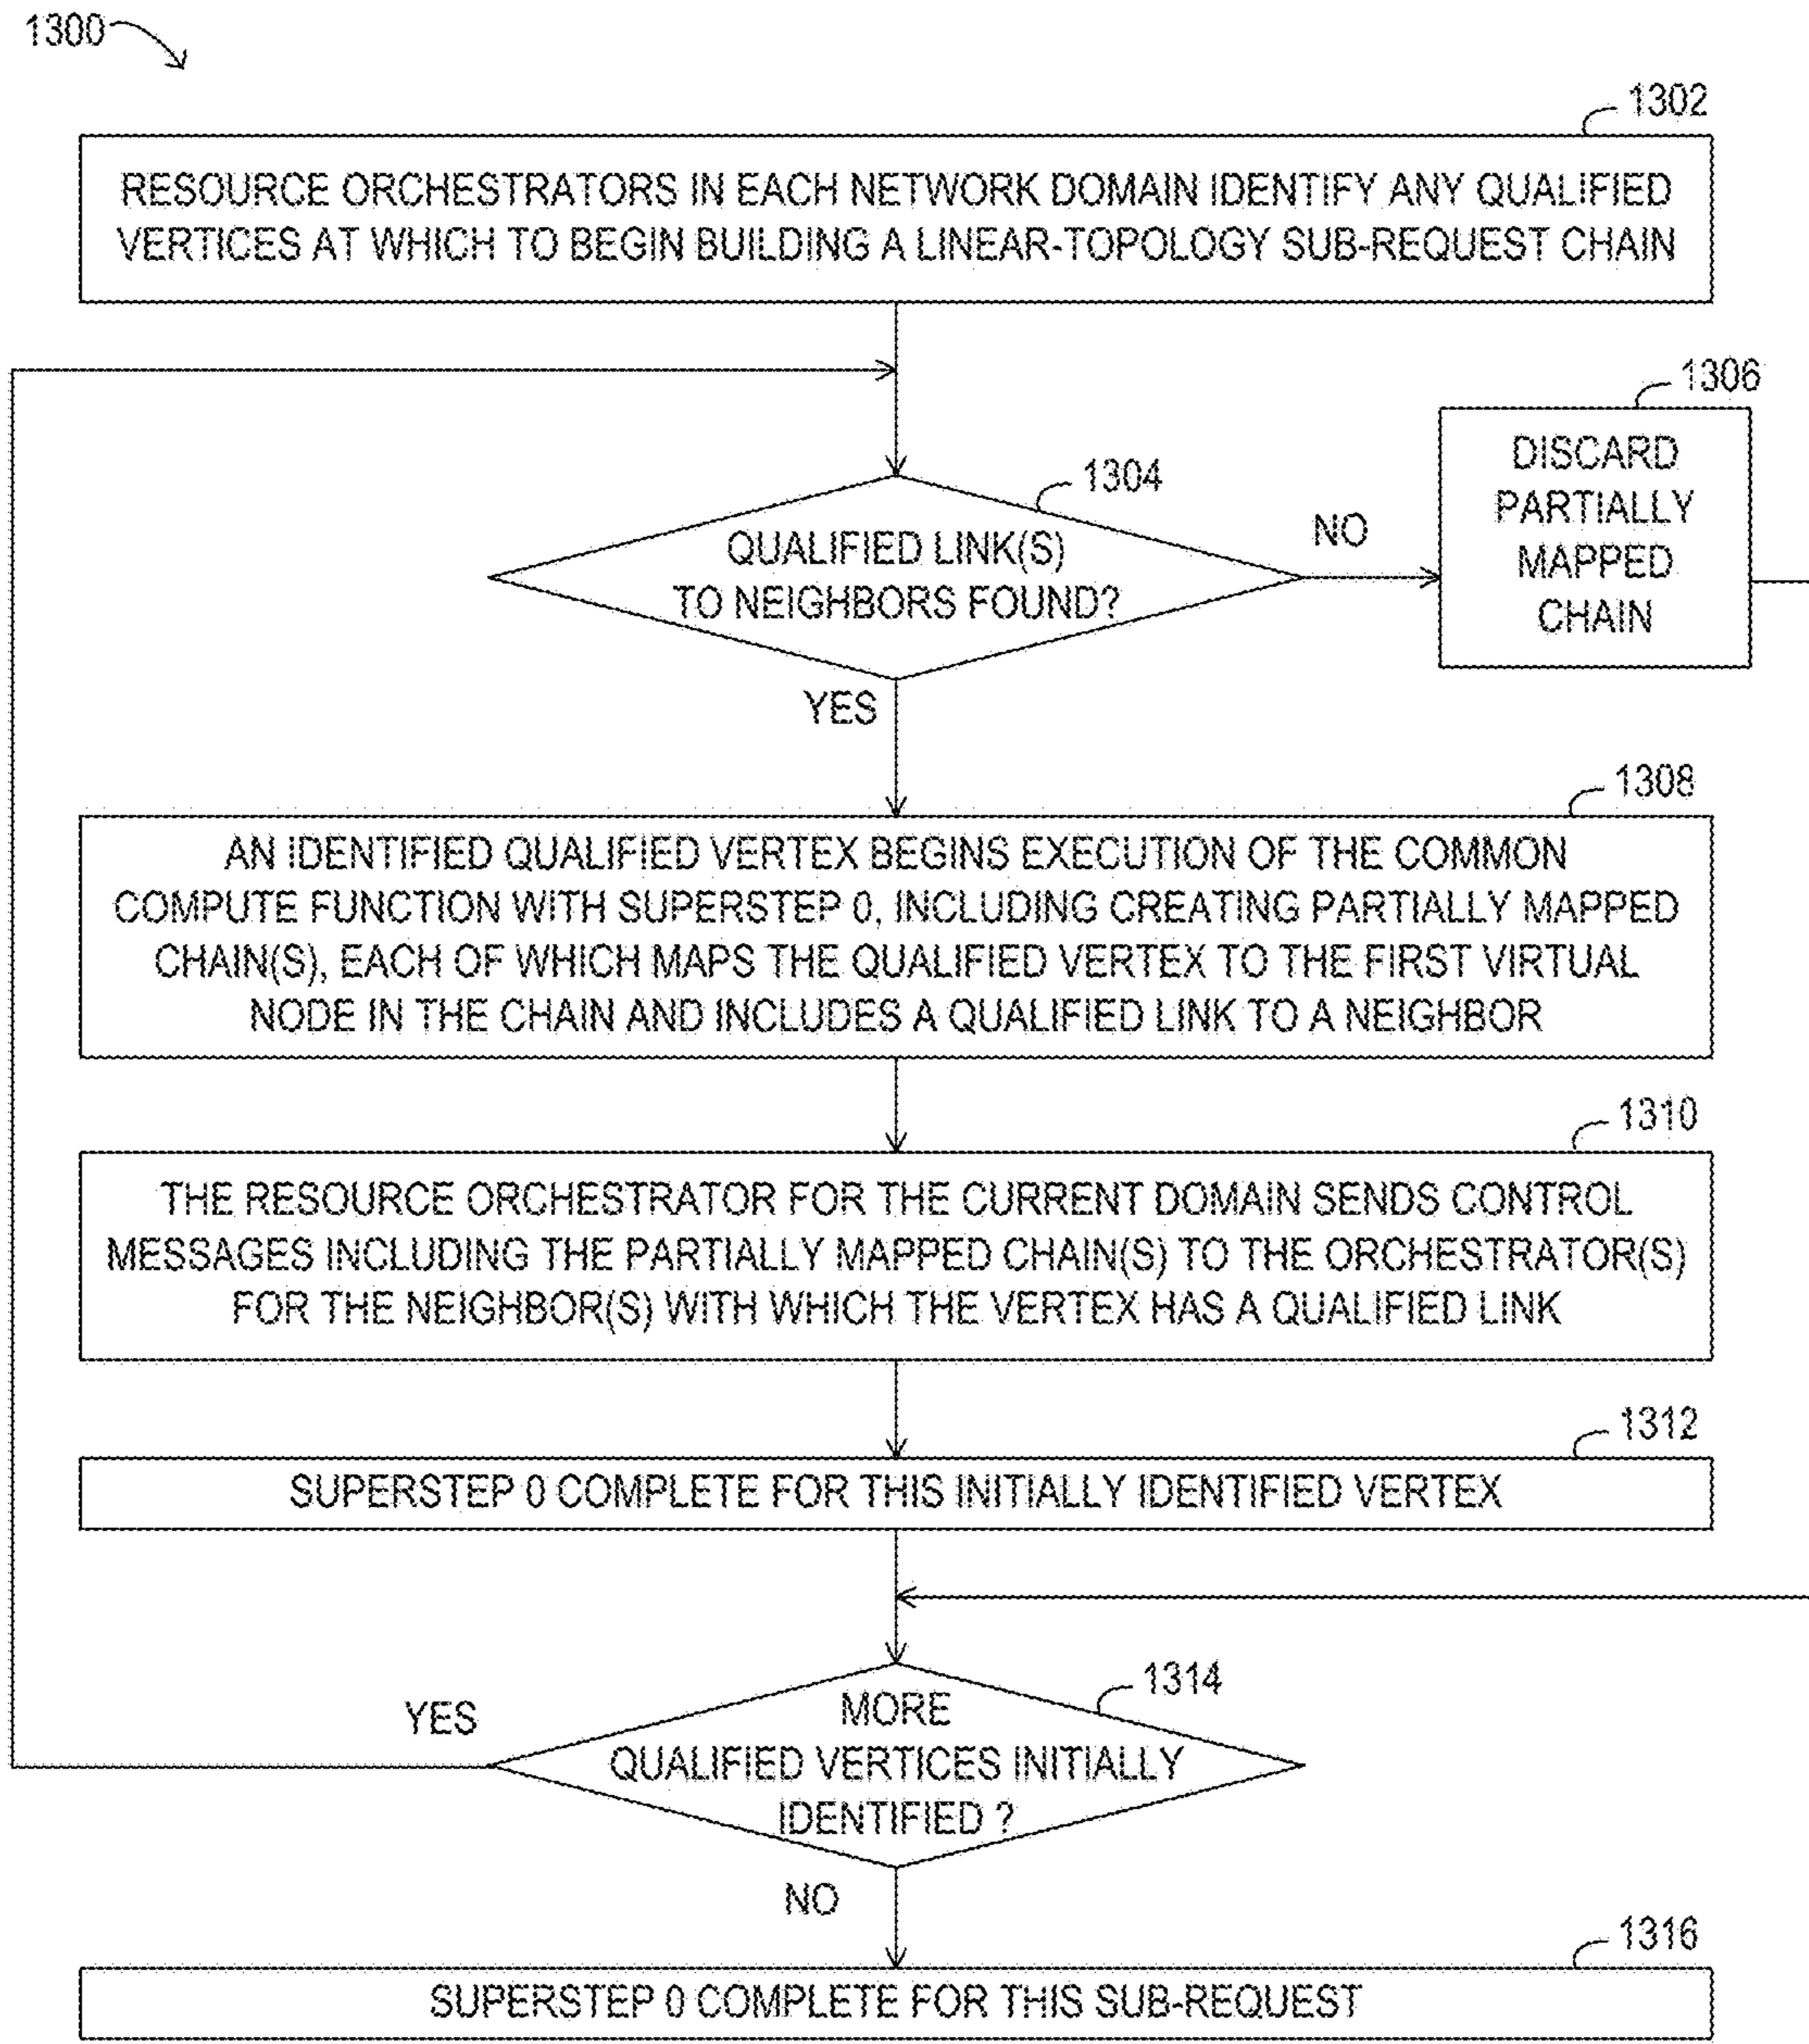 1300
1302
RESOURCE ORCHESTRATORS IN EACH NETWORK DOMAIN IDENTIFY ANY QUALIFIED
VERTICES AT WHICH TO BEGIN BUILDING A LINEAR-TOPOLOGY SUB-REQUEST CHAIN
1304
QUALIFIED LINK(S)
TO NEIGHBORS FOUND?
NO
1306
DISCARD
PARTIALLY
MAPPED
CHAIN
YES
1308
AN IDENTIFIED QUALIFIED VERTEX BEGINS EXECUTION OF THE COMMON
COMPUTE FUNCTION WITH SUPERSTEP 0, INCLUDING CREATING PARTIALLY MAPPED
CHAIN(S), EACH OF WHICH MAPS THE QUALIFIED VERTEX TO THE FIRST VIRTUAL
NODE IN THE CHAIN AND INCLUDES A QUALIFIED LINK TO A NEIGHBOR
1310
THE RESOURCE ORCHESTRATOR FOR THE CURRENT DOMAIN SENDS CONTROL
MESSAGES INCLUDING THE PARTIALLY MAPPED CHAIN(S) TO THE ORCHESTRATOR(S)
FOR THE NEIGHBOR(S) WITH WHICH THE VERTEX HAS A QUALIFIED LINK
1312
SUPERSTEP 0 COMPLETE FOR THIS INITIALLY IDENTIFIED VERTEX
1314
MORE
QUALIFIED VERTICES INITIALLY
IDENTIFIED ?
YES
NO
1316
SUPERSTEP 0 COMPLETE FOR THIS SUB-REQUEST